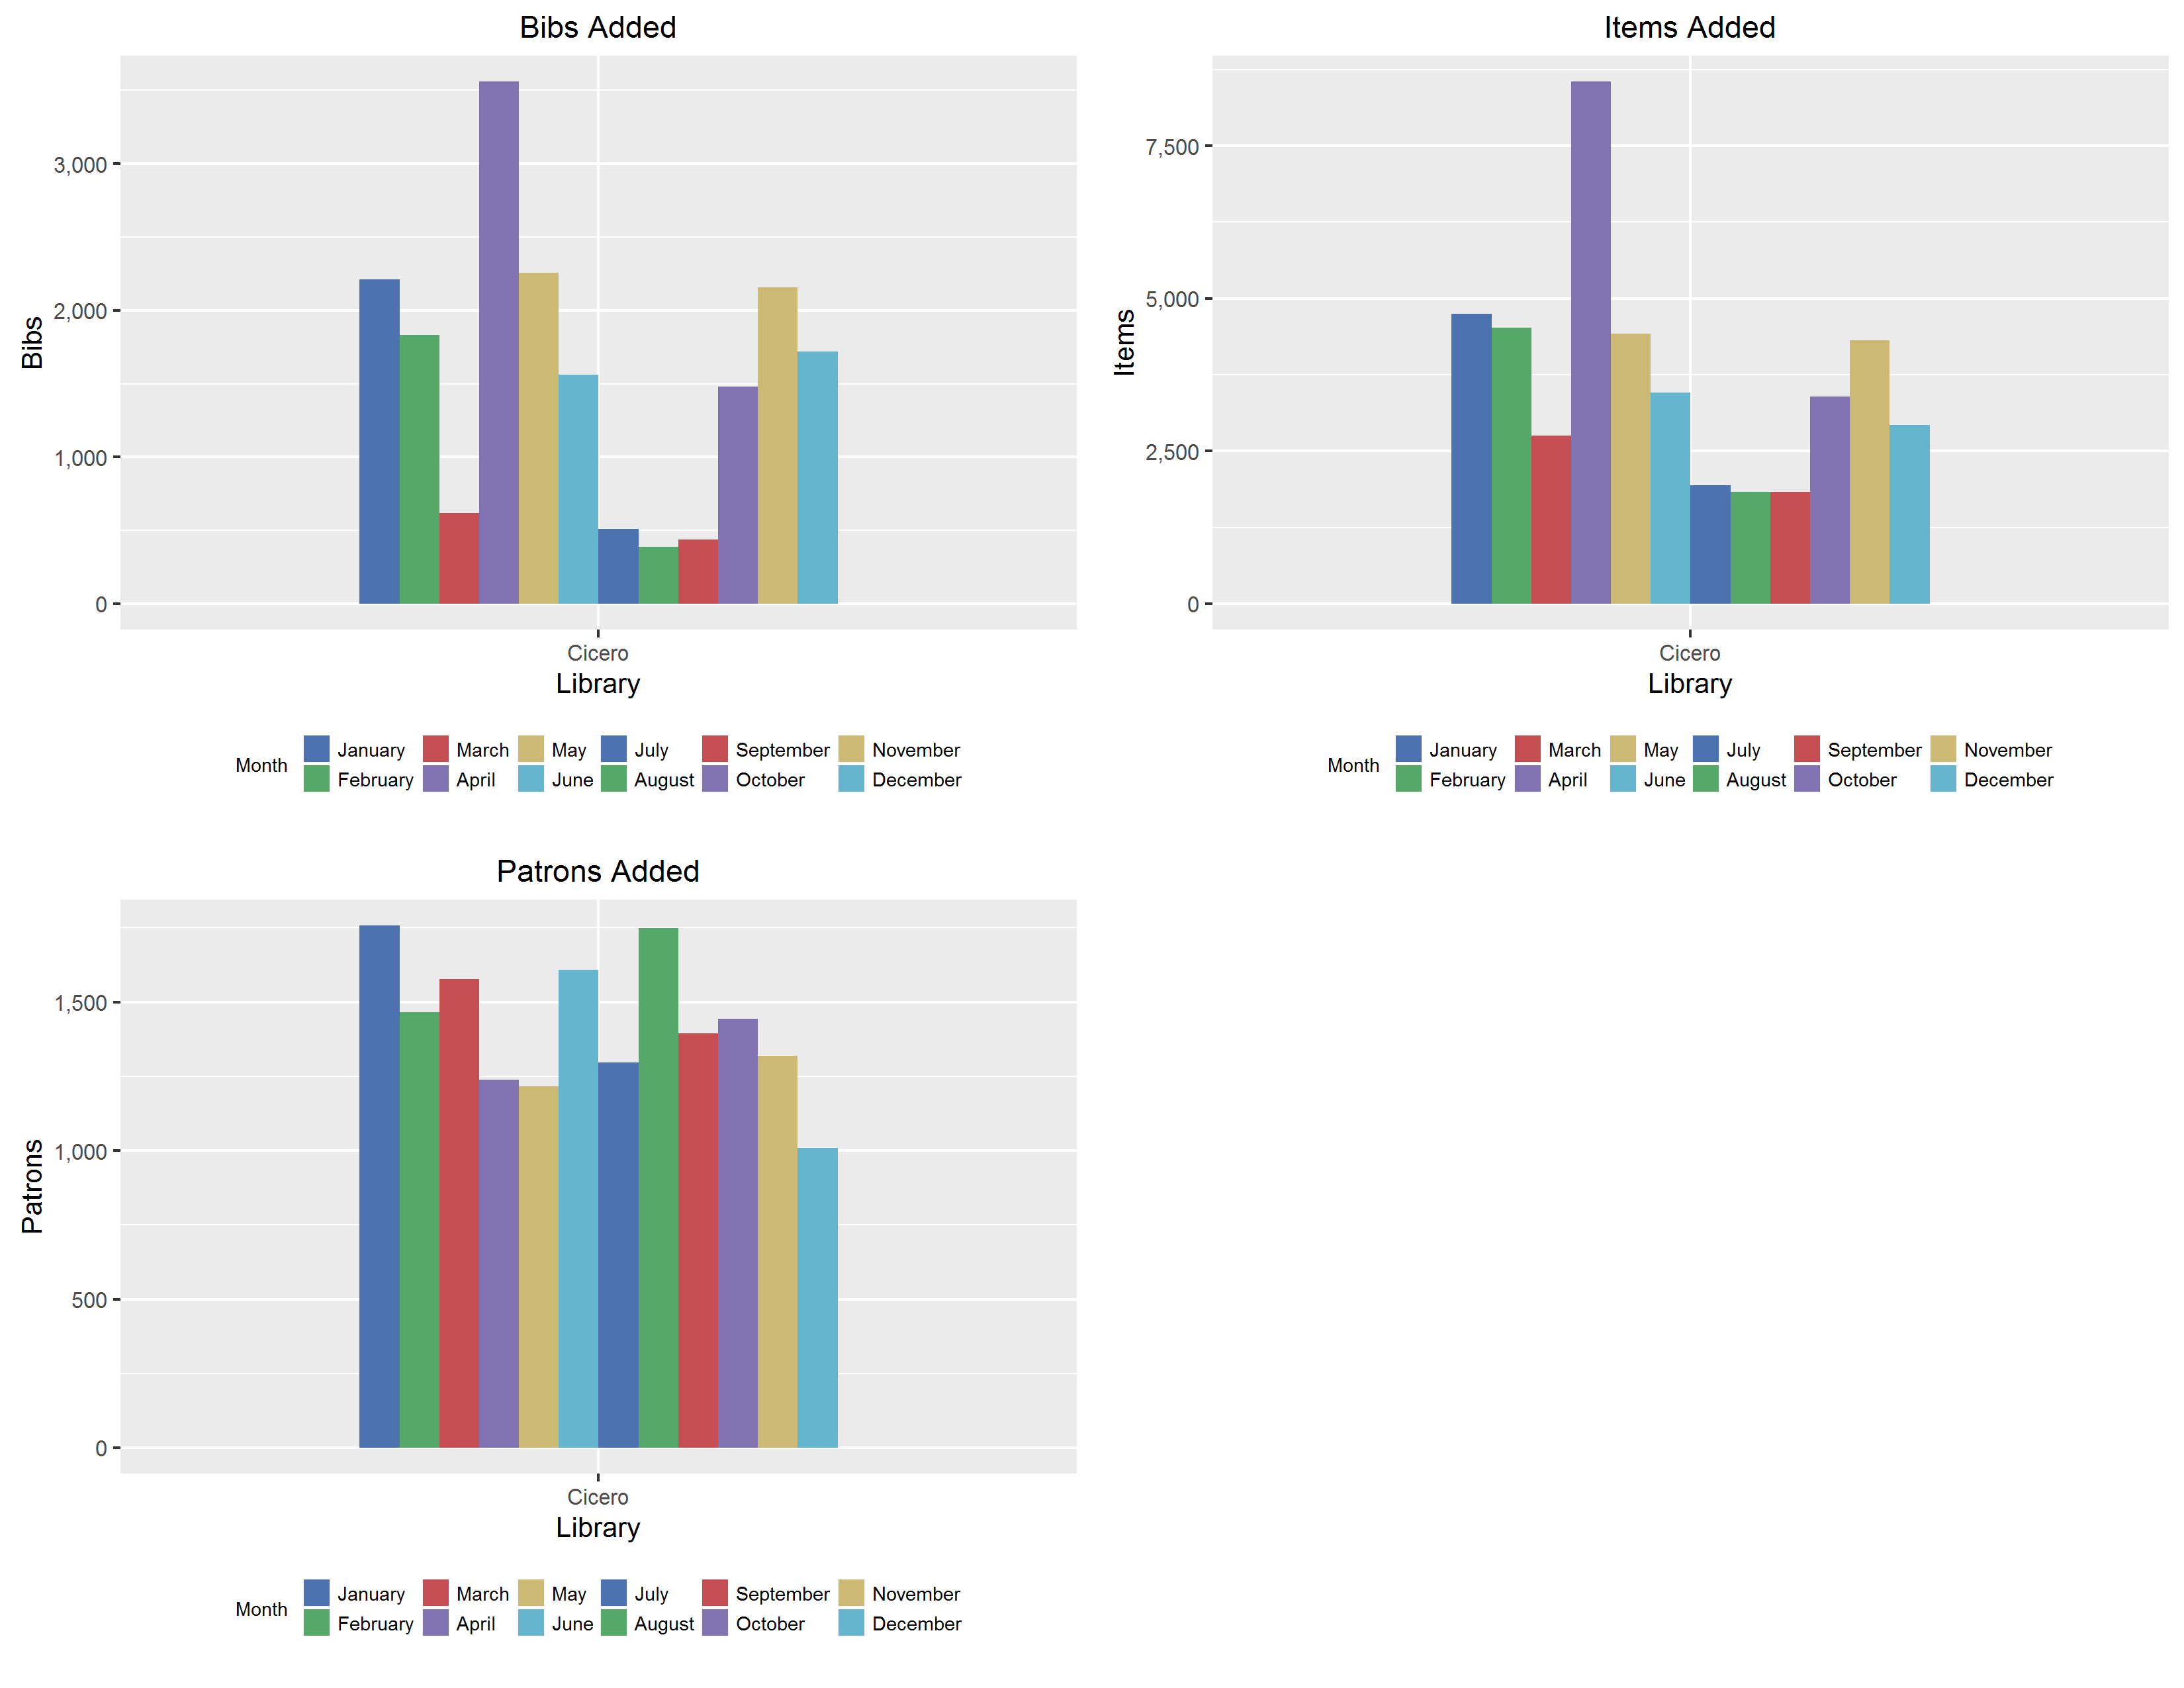 Bibs Added
Bibs
3,000
2,000
1,000
0
Cicero
Library
Month
January March May July September November
February April June August October December
Items Added
Items
7,500
5,000
2,500
0
Cicero
Library
Month
January March May July September November
February April June August October December
Patrons Added
Patrons
1,500
1,000
500
0
Cicero
Library
Month
January March May July September November
February April June August October December